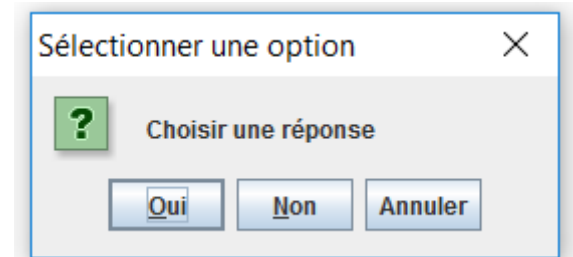 Sélectionner une option
? Choisir une réponse
Oui Non Annuler